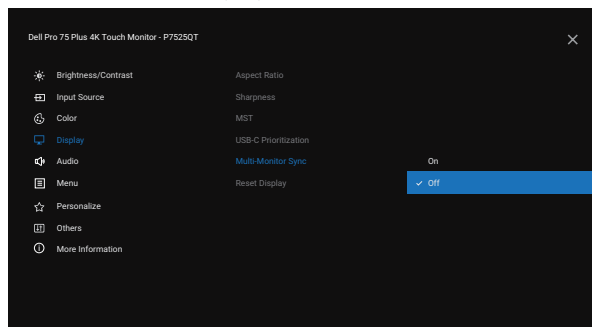 Dell Pro 75 Plus 4K Touch Monitor - P7525QT
Brightness/Contrast Aspect Ratio
Input Source Sharpness
Color MST
Display USB-C Prioritization
Audio Multi-Monitor Sync On
Menu Reset Display Off
Personalize
Others
More Information